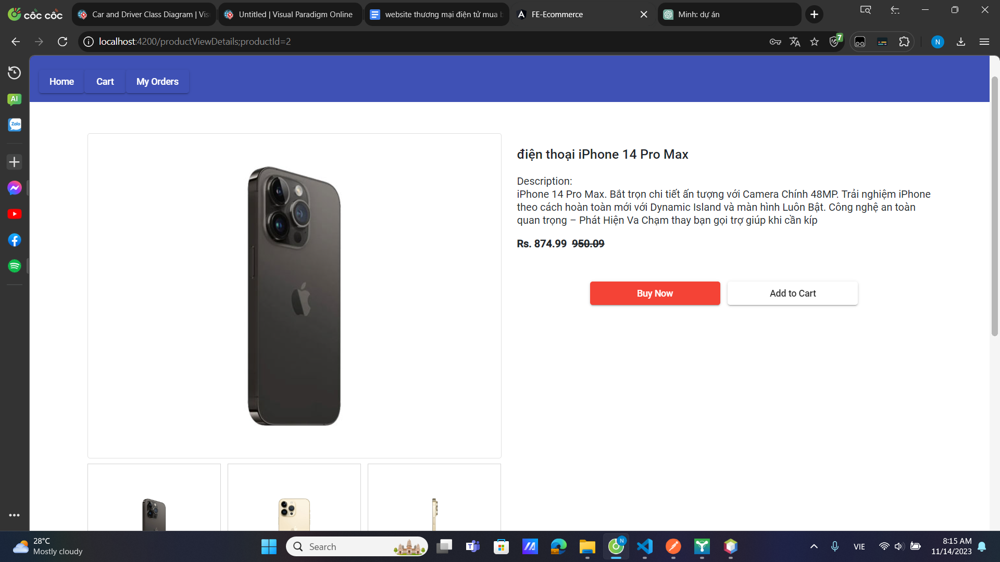 cốc cốc
Car and Driver Class Diagram | Vis
Untitled | Visual Paradigm Online
website thương mại điện tử mua b
FE-Ecommerce
Minh: dự án
localhost:4200/productViewDetails;productId=2
7
N
AI
Zalo
Home
Cart
My Orders
điện thoại iPhone 14 Pro Max
Description:
iPhone 14 Pro Max. Bắt trọn chi tiết ấn tượng với Camera Chính 48MP. Trải nghiệm iPhone
theo cách hoàn toàn mới với Dynamic Island và màn hình Luôn Bật. Công nghệ an toàn
quan trọng – Phát Hiện Va Chạm thay bạn gọi trợ giúp khi cần kíp
Rs. 874.99 950.09
Buy Now
Add to Cart
28°C
Mostly cloudy
Search
N
VIE
8:15 AM
11/14/2023